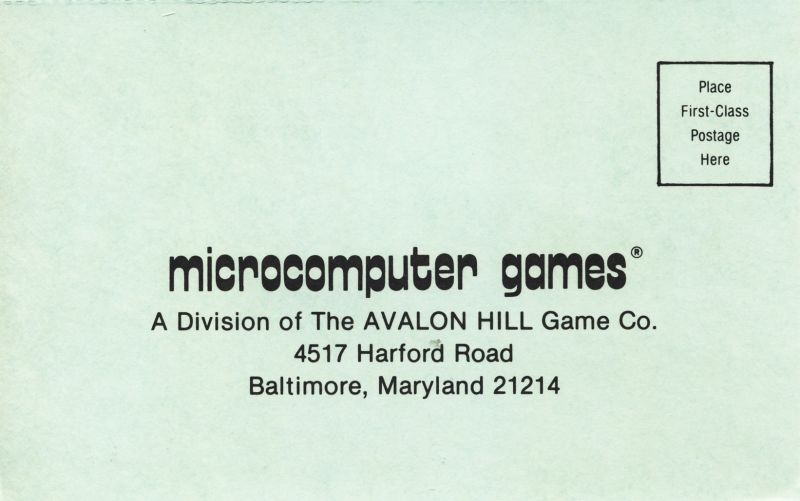 Place
First-Class
Postage
Here
microcomputer games®
A Division of The AVALON HILL Game Co.
4517 Harford Road
Baltimore, Maryland 21214